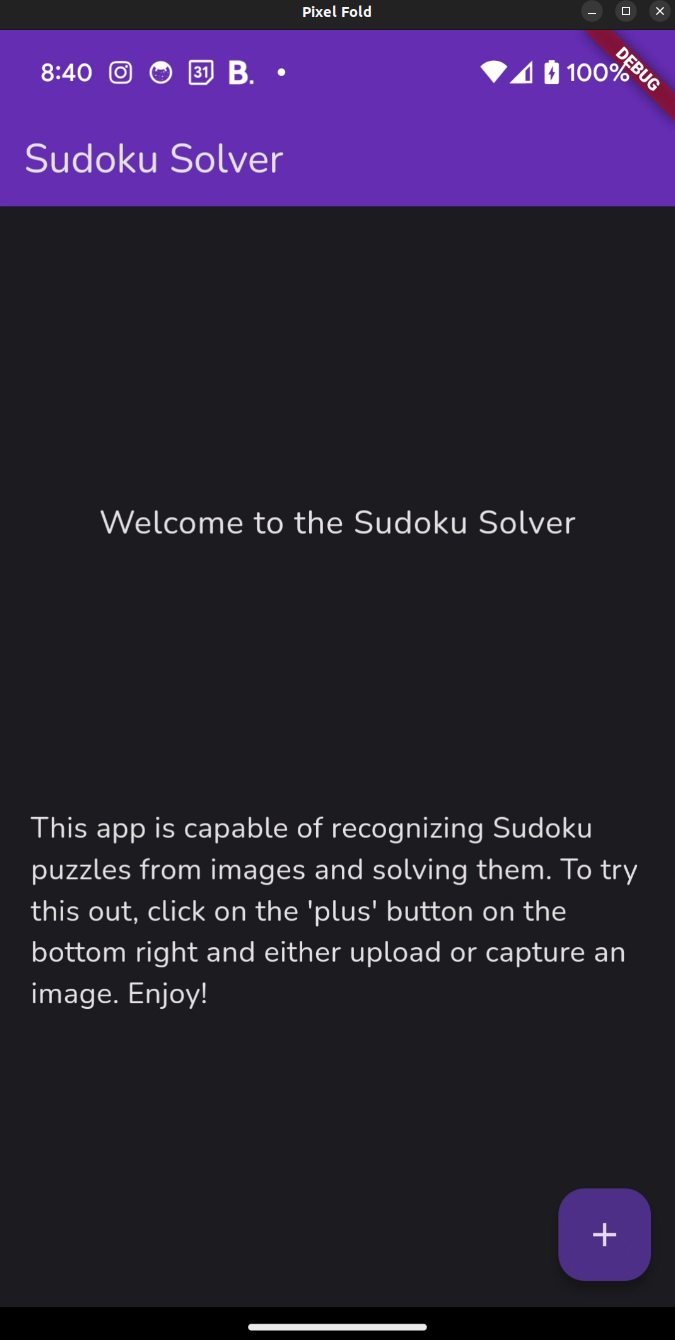 Pixel Fold
8:40 31 B. 100%
DEBUG
Sudoku Solver
Welcome to the Sudoku Solver
This app is capable of recognizing Sudoku
puzzles from images and solving them. To try
this out, click on the 'plus' button on the
bottom right and either upload or capture an
image. Enjoy!
+